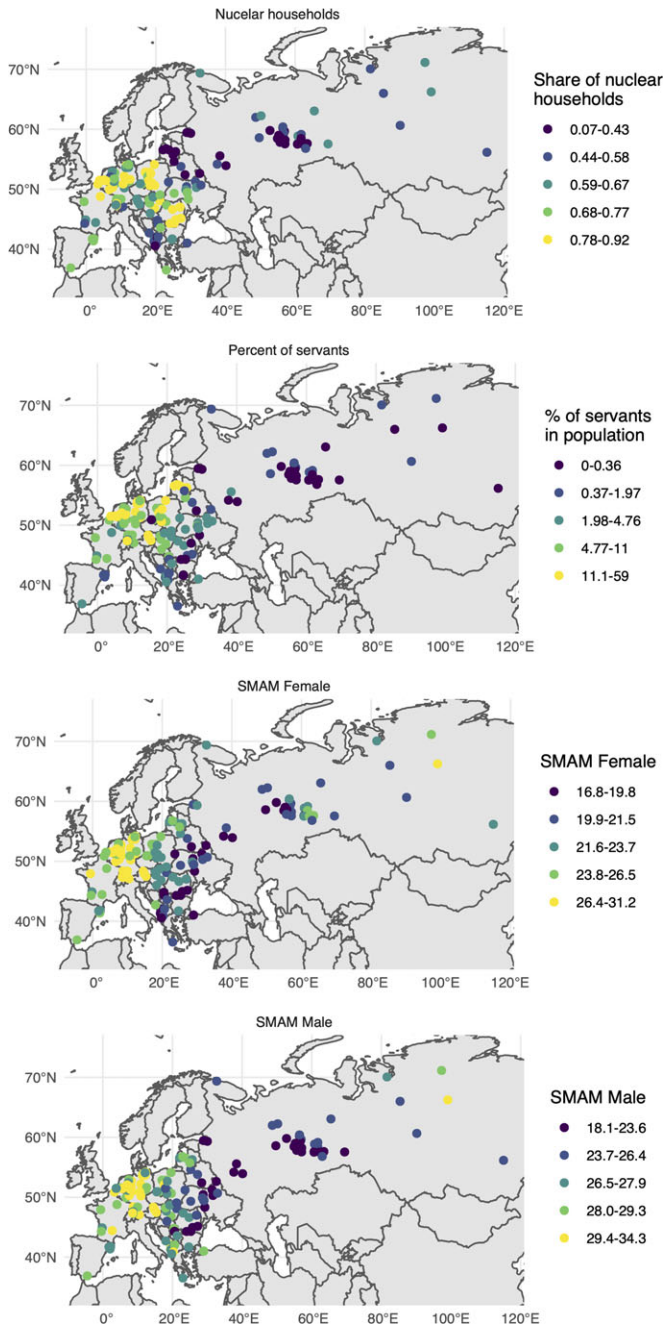 Nucelar households
70°N
60°N
50°N
40°N
0°
20°E
40°E
60°E
80°E
100°E
120°E
Share of nuclear
households
0.07-0.43
0.44-0.58
0.59-0.67
0.68-0.77
0.78-0.92
Percent of servants
70°N
60°N
50°N
40°N
0°
20°E
40°E
60°E
80°E
100°E
120°E
% of servants
in population
0-0.36
0.37-1.97
1.98-4.76
4.77-11
11.1-59
SMAM Female
70°N
60°N
50°N
40°N
0°
20°E
40°E
60°E
80°E
100°E
120°E
SMAM Female
16.8-19.8
19.9-21.5
21.6-23.7
23.8-26.5
26.4-31.2
SMAM Male
70°N
60°N
50°N
40°N
0°
20°E
40°E
60°E
80°E
100°E
120°E
SMAM Male
18.1-23.6
23.7-26.4
26.5-27.9
28.0-29.3
29.4-34.3